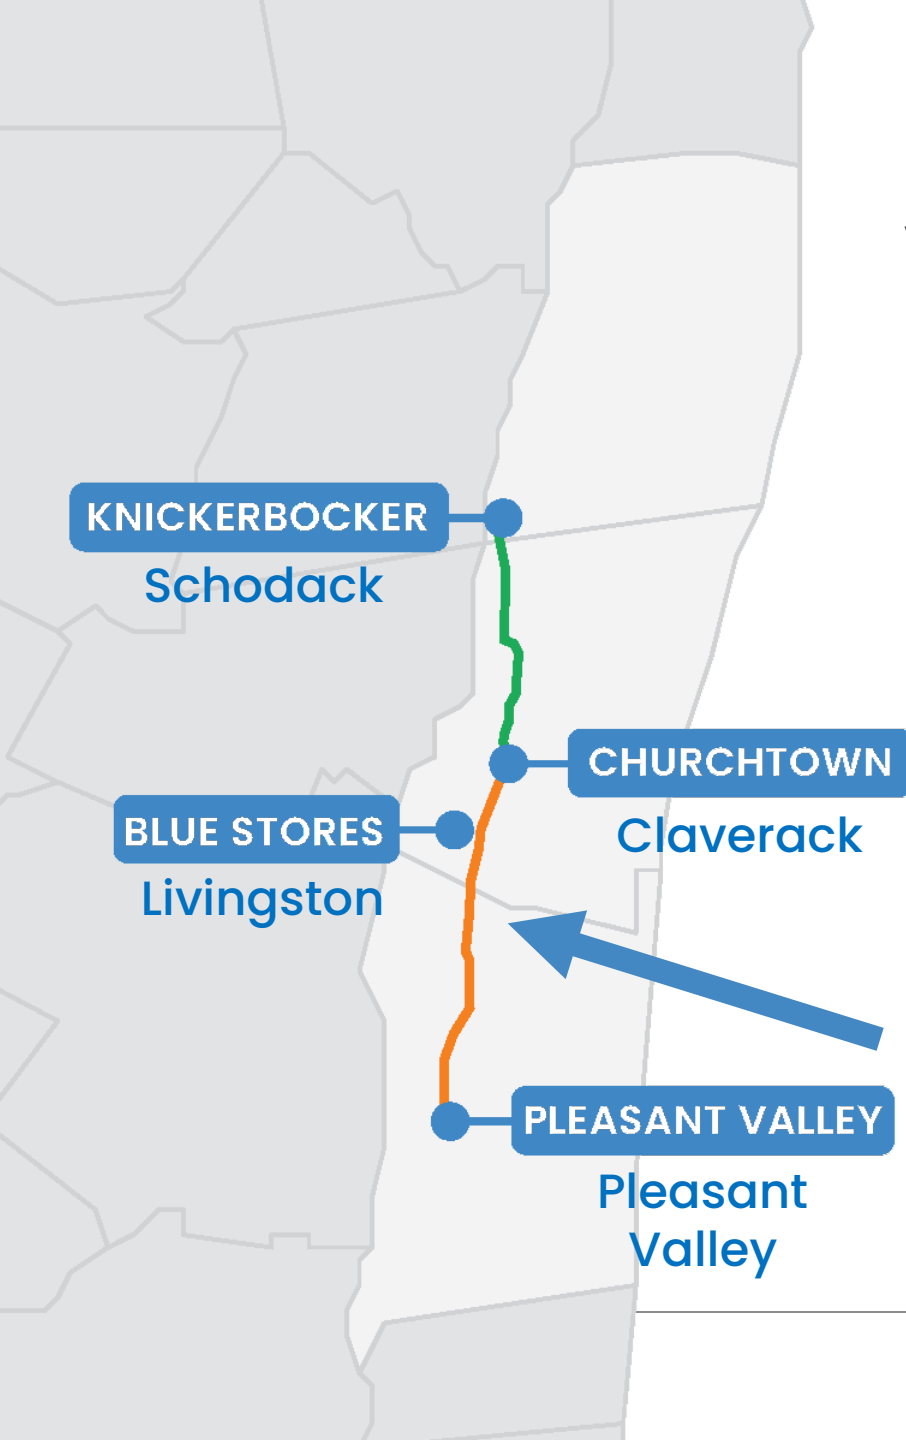 KNICKERBOCKER
Schodack
CHURCHTOWN
Claverack
BLUE STORES
Livingston
PLEASANT VALLEY
Pleasant
Valley